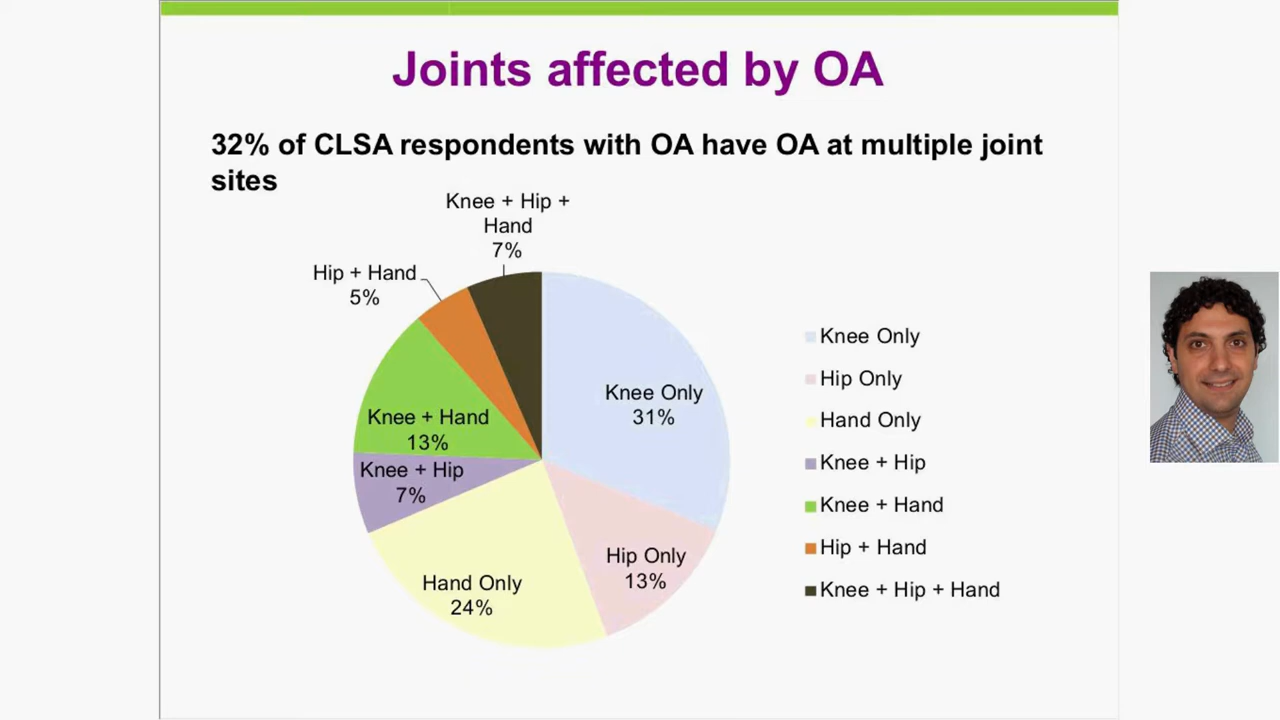 Joints affected by OA
32% of CLSA respondents with OA have OA at multiple joint
sites
Knee + Hip +
Hand
7%
Hip + Hand
5%
Knee + Hand
13%
Knee + Hip
7%
Hand Only
24%
Hip Only
13%
Knee Only
31%
Knee Only
Hip Only
Hand Only
Knee + Hip
Knee + Hand
Hip + Hand
Knee + Hip + Hand